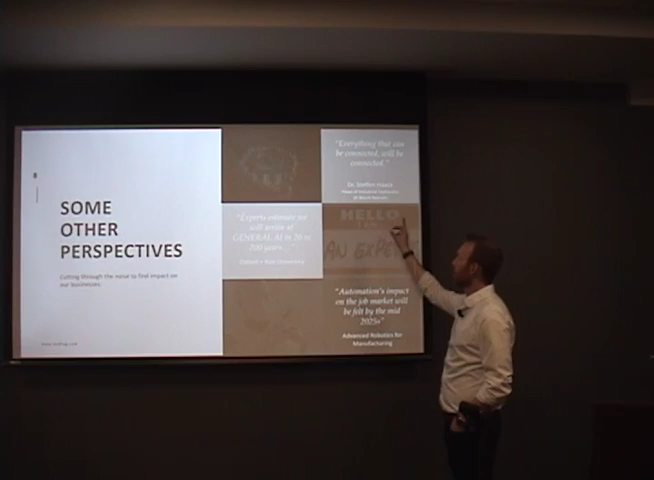 SOME
OTHER
PERSPECTIVES
Cutting through the noise to find impact on
our businesses
"Everything that can
be connected, will be
connected."
Dr. Steffen Haack
"Experts estimate we
will arrive at
GENERAL AI in 20 to
years..."
HELLO
AN EXPERT
"Automation's impact
on the job market will
be felt by the mid
2025s"
Advanced Robotics for
Manufacturing